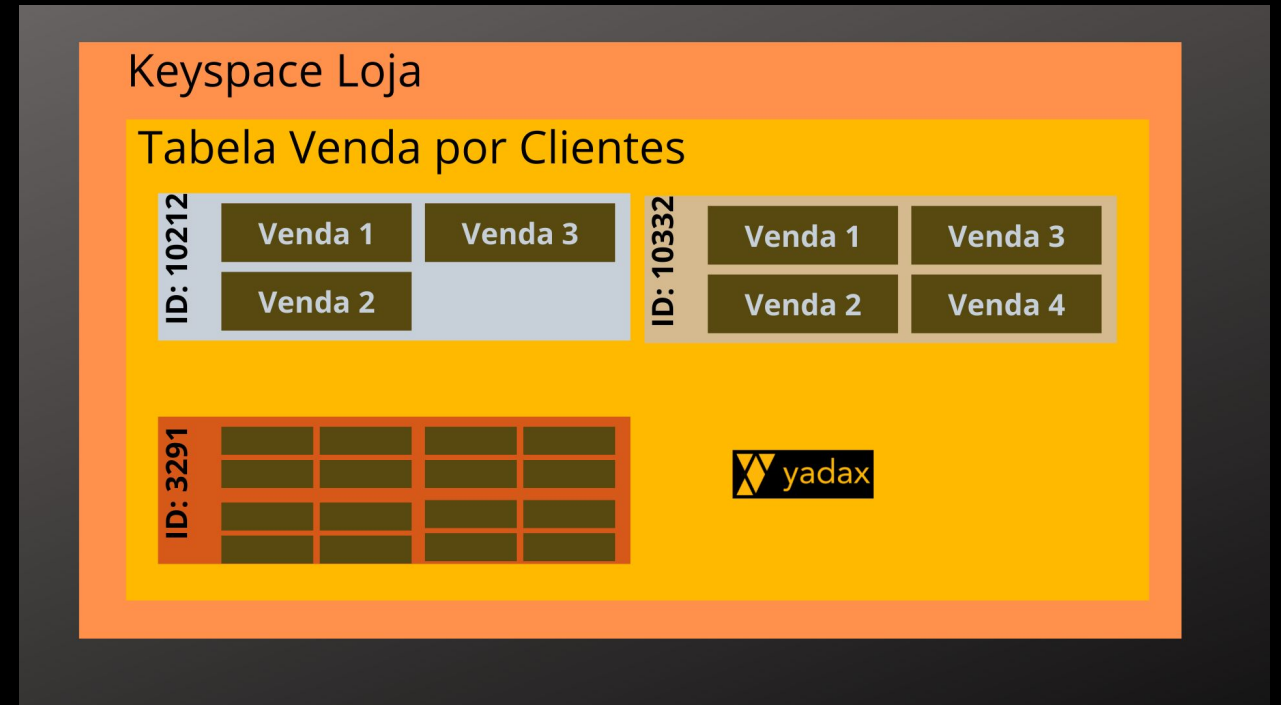 Keyspace Loja
Tabela Venda por Clientes
ID: 10212
Venda 1
Venda 3
Venda 2
ID: 10332
Venda 1
Venda 3
Venda 2
Venda 4
ID: 3291
yadax